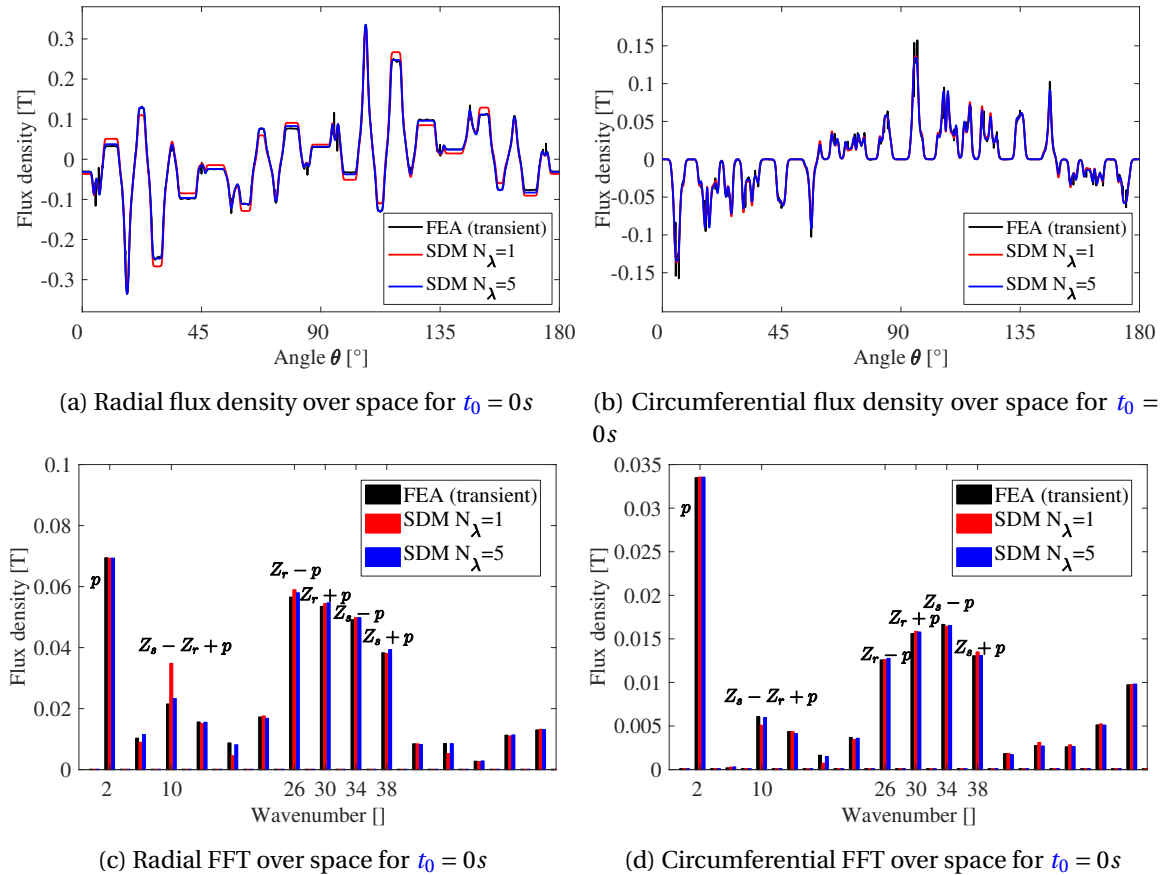 0.3
0.2
0.1
0
-0.1
-0.2
-0.3
Flux density [T]
FEA (transient)
SDM N_λ=1
SDM N_λ=5
0 45 90 135 180
Angle θ [°]
0.15
0.1
0.05
0
-0.05
-0.1
-0.15
Flux density [T]
FEA (transient)
SDM N_λ=1
SDM N_λ=5
0 45 90 135 180
Angle θ [°]
(a) Radial flux density over space for t₀ = 0s
(b) Circumferential flux density over space for t₀ =
0s
0.1
0.08
0.06
0.04
0.02
0
Flux density [T]
FEA (transient)
SDM N_λ=1
SDM N_λ=5
p
Z_s − Z_r + p
Z_r − p
Z_r + p
Z_s − p
Z_s + p
2 10 26 30 34 38
Wavenumber []
0.035
0.03
0.025
0.02
0.015
0.01
0.005
0
Flux density [T]
FEA (transient)
SDM N_λ=1
SDM N_λ=5
p
Z_s − Z_r + p
Z_r − p
Z_r + p
Z_s − p
Z_s + p
2 10 26 30 34 38
Wavenumber []
(c) Radial FFT over space for t₀ = 0s
(d) Circumferential FFT over space for t₀ = 0s